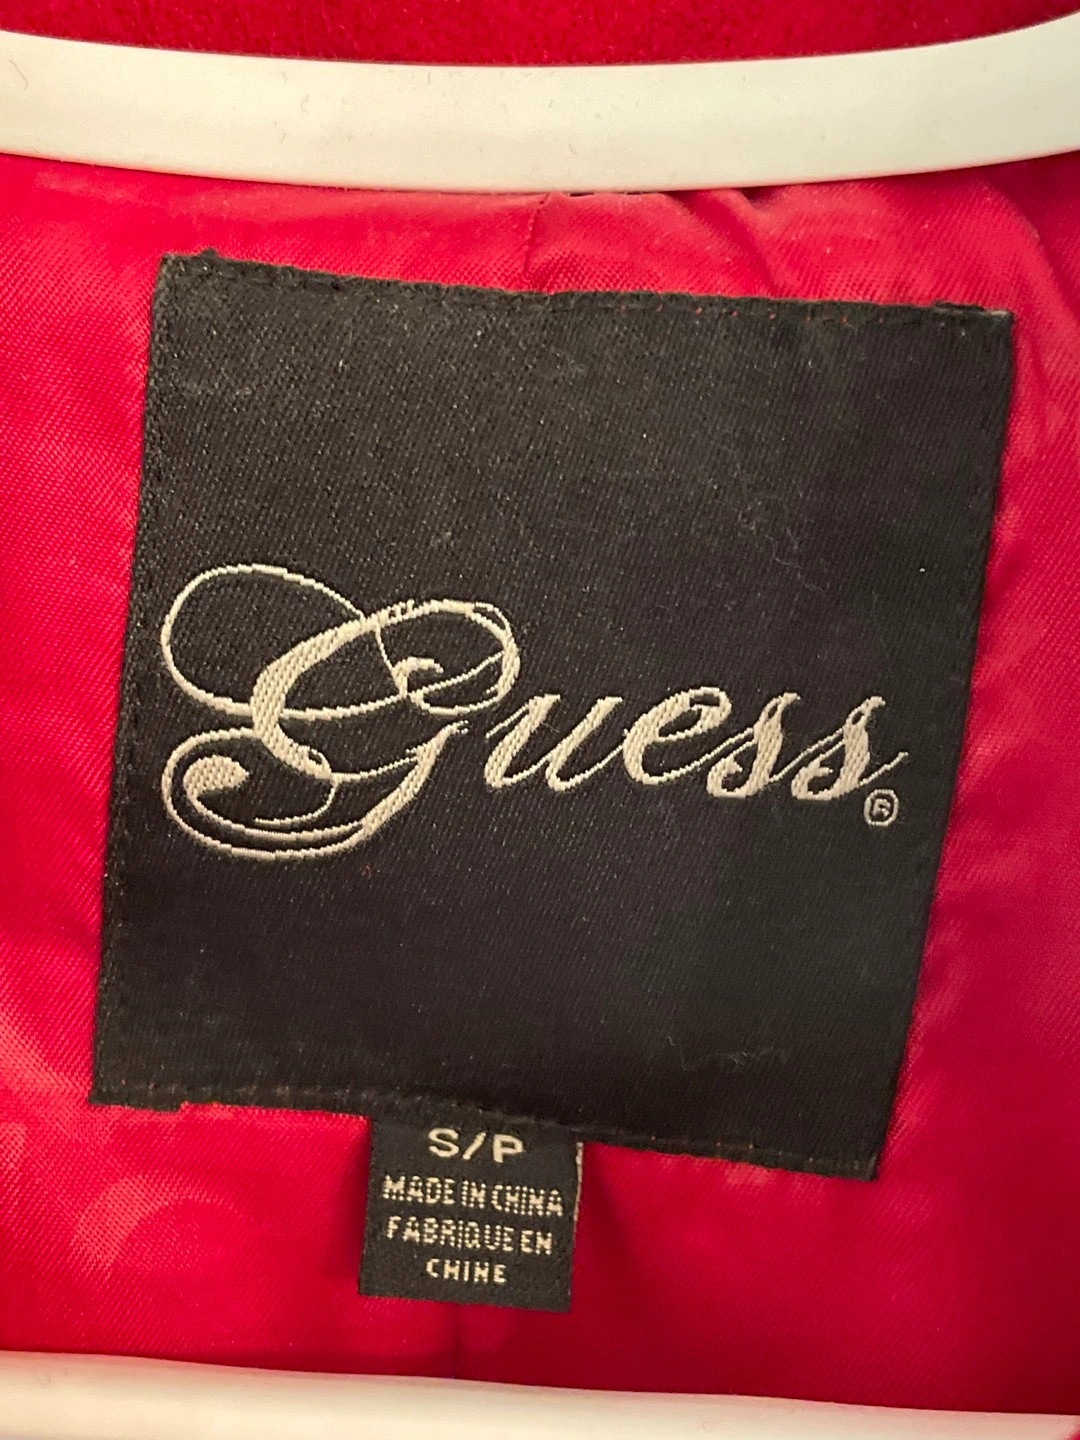 Guess®
S/P
MADE IN CHINA
FABRIQUE EN
CHINE